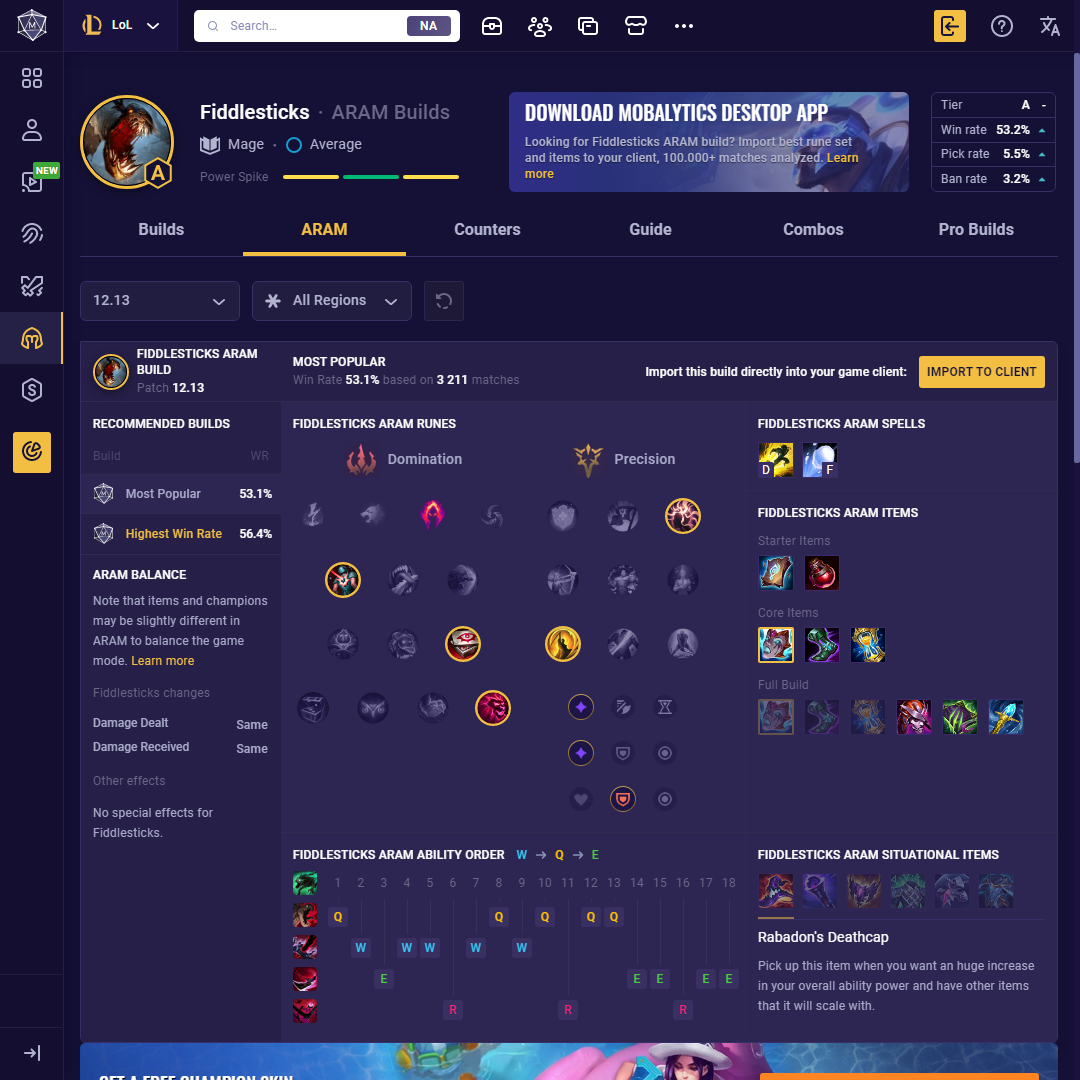 LoL
Search...
NA
NEW
Fiddlesticks · ARAM Builds
Mage · Average
Power Spike
A
DOWNLOAD MOBALYTICS DESKTOP APP
Looking for Fiddlesticks ARAM build? Import best rune set
and items to your client, 100.000+ matches analyzed. Learn
more
Tier A -
Win rate 53.2%
Pick rate 5.5%
Ban rate 3.2%
Builds
ARAM
Counters
Guide
Combos
Pro Builds
12.13
All Regions
FIDDLESTICKS ARAM
BUILD
Patch 12.13
MOST POPULAR
Win Rate 53.1% based on 3 211 matches
Import this build directly into your game client:
IMPORT TO CLIENT
RECOMMENDED BUILDS
Build WR
Most Popular 53.1%
Highest Win Rate 56.4%
ARAM BALANCE
Note that items and champions
may be slightly different in
ARAM to balance the game
mode. Learn more
Fiddlesticks changes
Damage Dealt Same
Damage Received Same
Other effects
No special effects for
Fiddlesticks.
FIDDLESTICKS ARAM RUNES
Domination
Precision
FIDDLESTICKS ARAM SPELLS
D F
FIDDLESTICKS ARAM ITEMS
Starter Items
Core Items
Full Build
FIDDLESTICKS ARAM ABILITY ORDER W → Q → E
1 2 3 4 5 6 7 8 9 10 11 12 13 14 15 16 17 18
Q Q Q Q Q
W W W W W
E E E E E
R R R
FIDDLESTICKS ARAM SITUATIONAL ITEMS
Rabadon's Deathcap
Pick up this item when you want an huge increase
in your overall ability power and have other items
that it will scale with.
GET A FREE CHAMPION SKIN